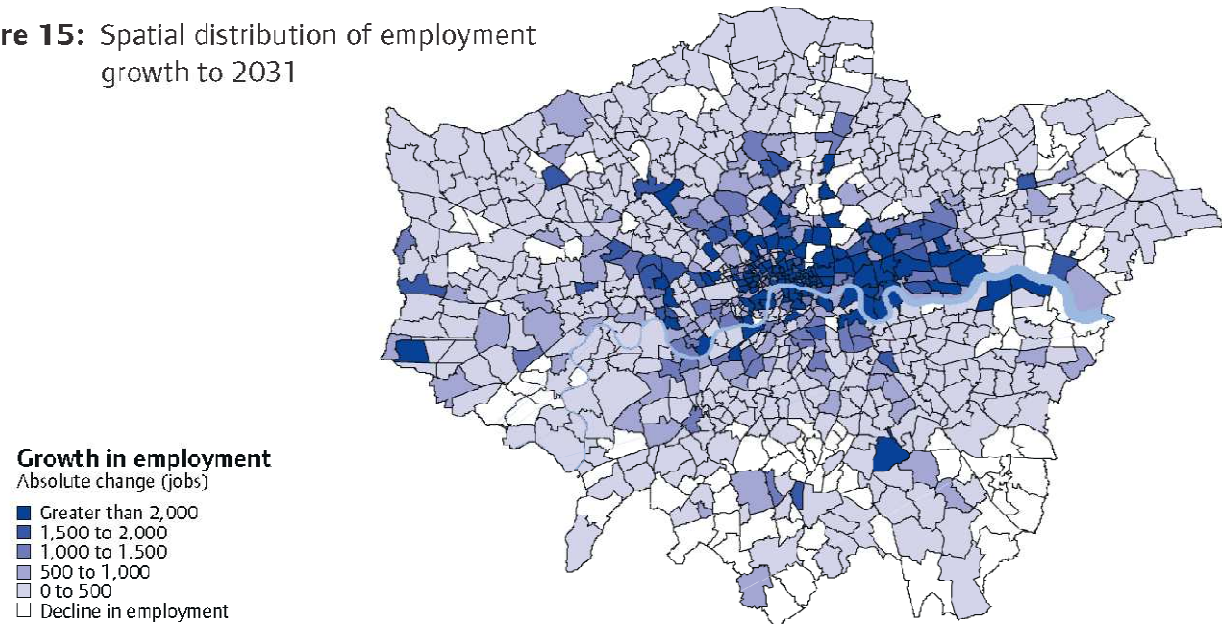 re 15: Spatial distribution of employment
growth to 2031
Growth in employment
Absolute change (jobs)
Greater than 2,000
1,500 to 2.000
1,000 to 1.500
500 to 1,000
0 to 500
Decline in employment